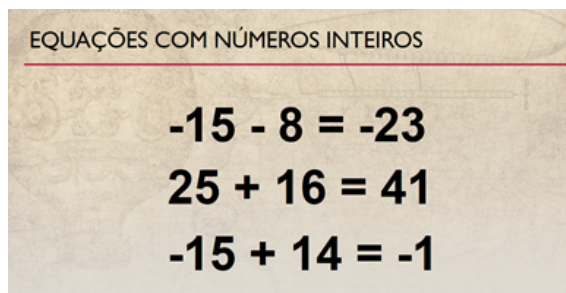 EQUAÇÕES COM NÚMEROS INTEIROS
-15 - 8 = -23
25 + 16 = 41
-15 + 14 = -1